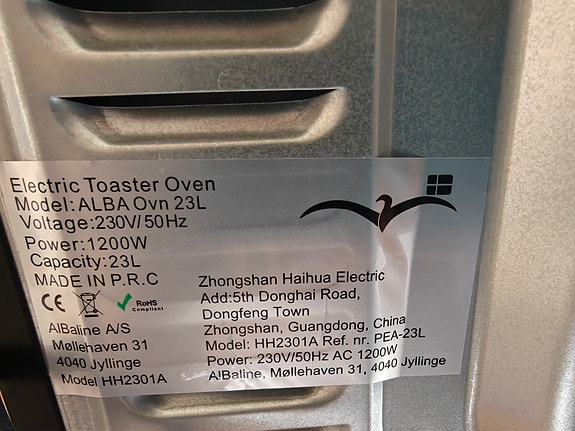 Electric Toaster Oven
Model:ALBA Ovn 23L
Voltage:230V/50Hz
Power:1200W
Capacity:23L
MADE IN P.R.C
CE
RoHS
Compliant
AlBaline A/S
Møllehaven 31
4040 Jyllinge
Model HH2301A
Zhongshan Haihua Electric
Add:5th Donghai Road,
Dongfeng Town
Zhongshan, Guangdong, China
Model: HH2301A Ref. nr. PEA-23L
Power: 230V/50Hz AC 1200W
AlBaline, Møllehaven 31, 4040 Jyllinge